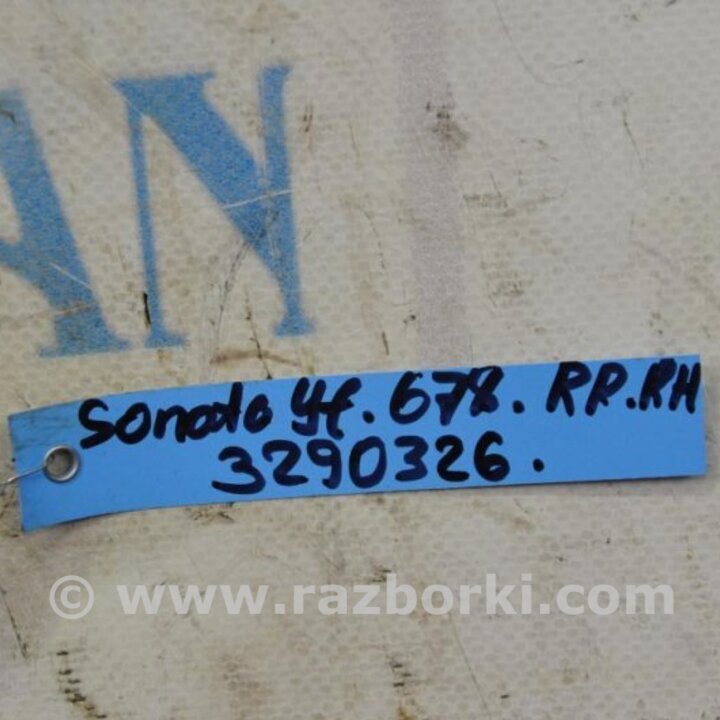 AN
Sonata YF. 678. RR.RH
3290326.
© www.razborki.com